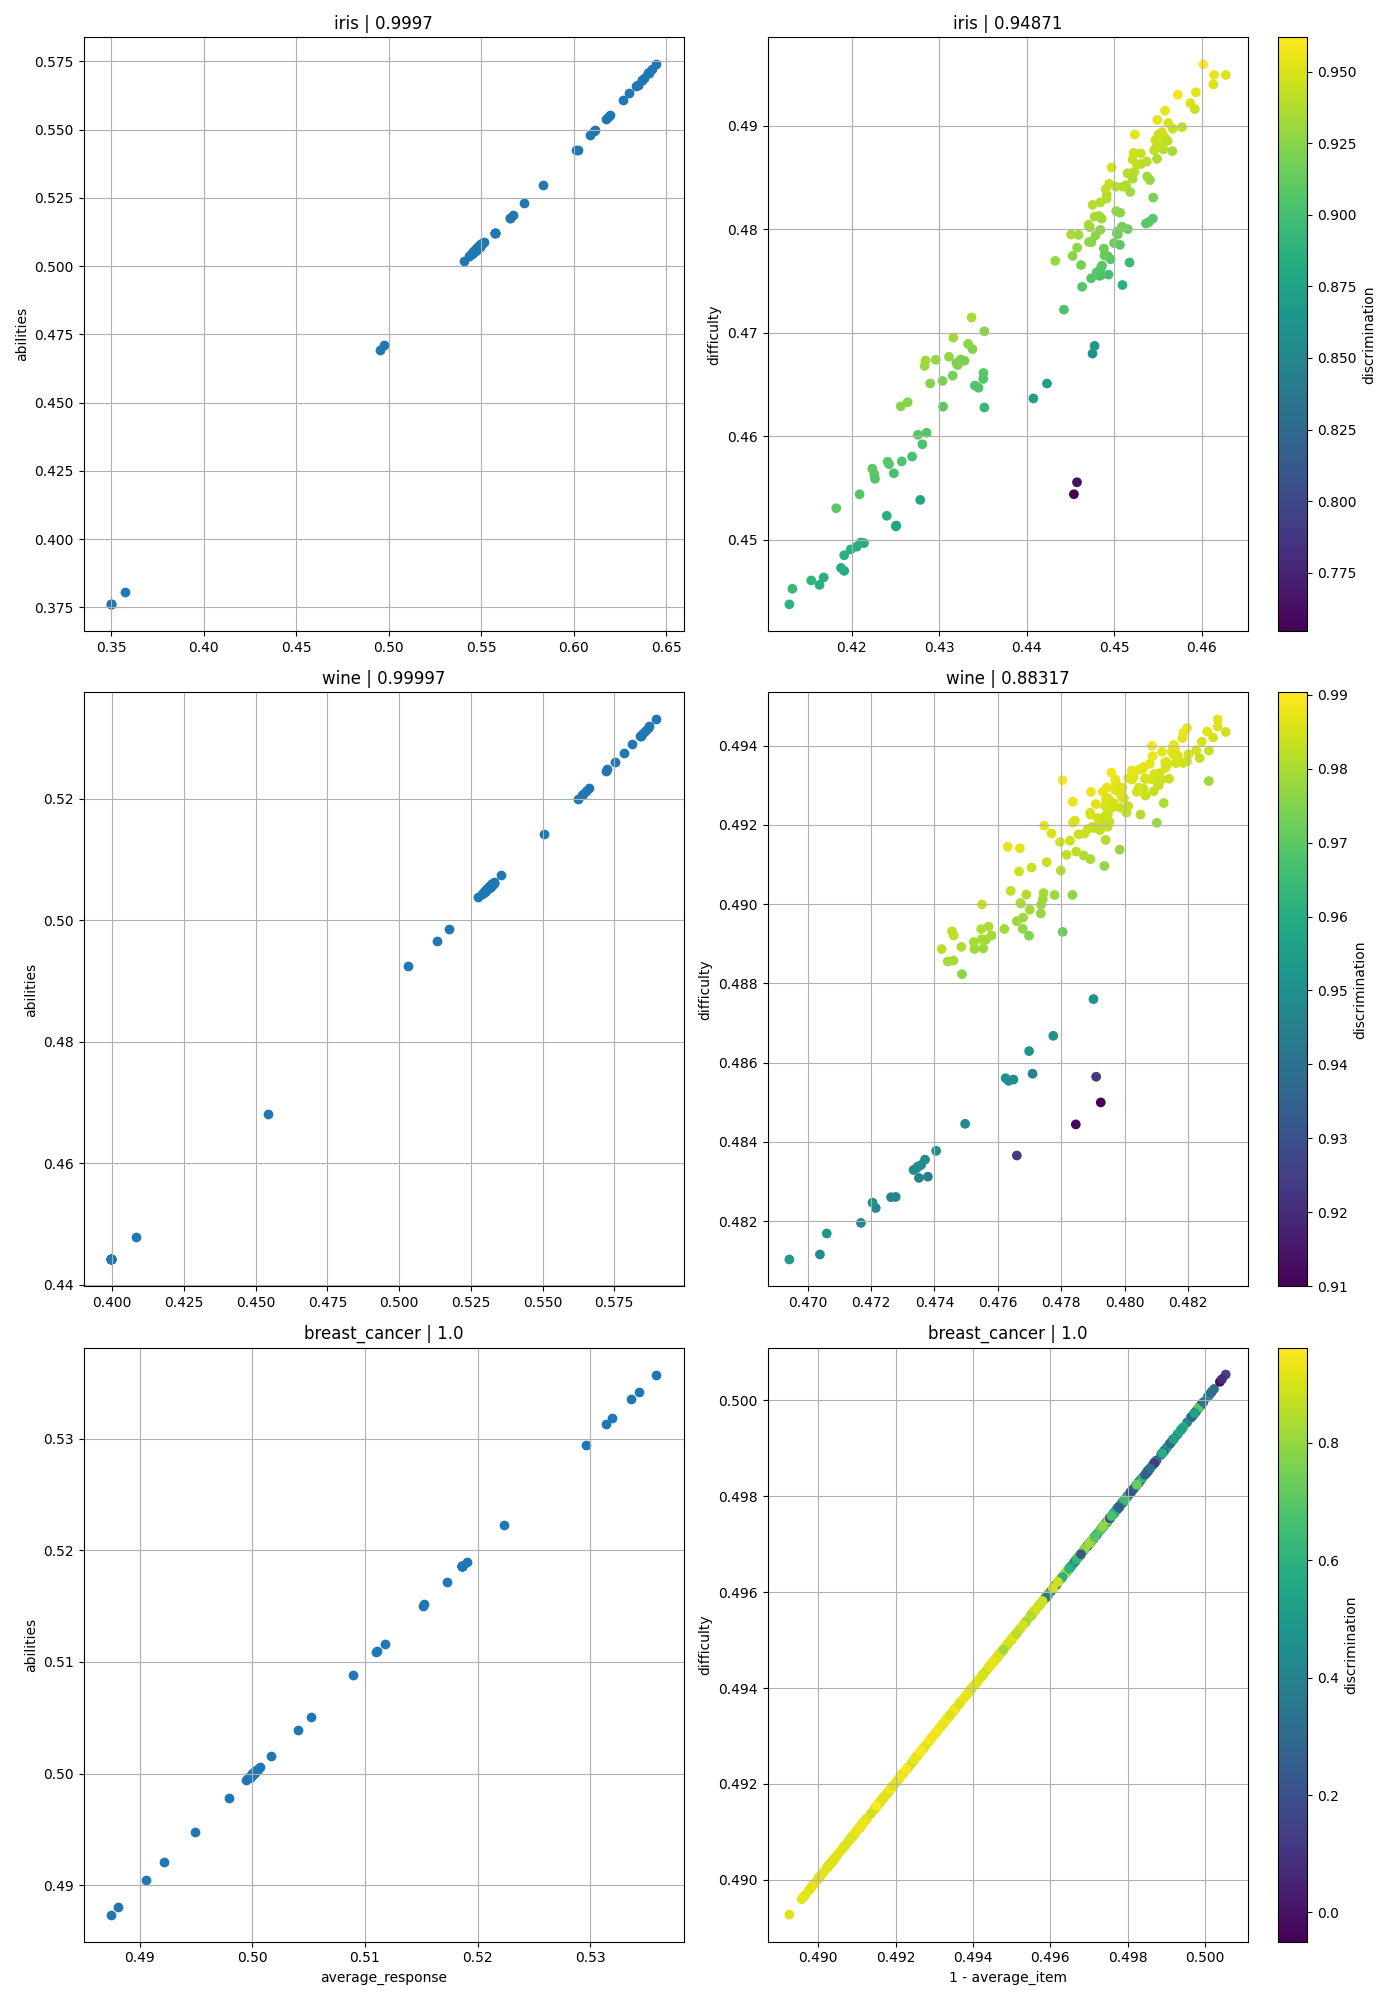 iris | 0.9997
abilities
0.575
0.550
0.525
0.500
0.475
0.450
0.425
0.400
0.375
0.35 0.40 0.45 0.50 0.55 0.60 0.65
iris | 0.94871
difficulty
0.49
0.48
0.47
0.46
0.45
0.42 0.43 0.44 0.45 0.46
0.950
0.925
0.900
0.875
0.850
0.825
0.800
0.775
discrimination
wine | 0.99997
abilities
0.52
0.50
0.48
0.46
0.44
0.400 0.425 0.450 0.475 0.500 0.525 0.550 0.575
wine | 0.88317
difficulty
0.494
0.492
0.490
0.488
0.486
0.484
0.482
0.470 0.472 0.474 0.476 0.478 0.480 0.482
0.99
0.98
0.97
0.96
0.95
0.94
0.93
0.92
0.91
discrimination
breast_cancer | 1.0
abilities
0.53
0.52
0.51
0.50
0.49
0.49 0.50 0.51 0.52 0.53
average_response
breast_cancer | 1.0
difficulty
0.500
0.498
0.496
0.494
0.492
0.490
0.490 0.492 0.494 0.496 0.498 0.500
1 - average_item
0.8
0.6
0.4
0.2
0.0
discrimination